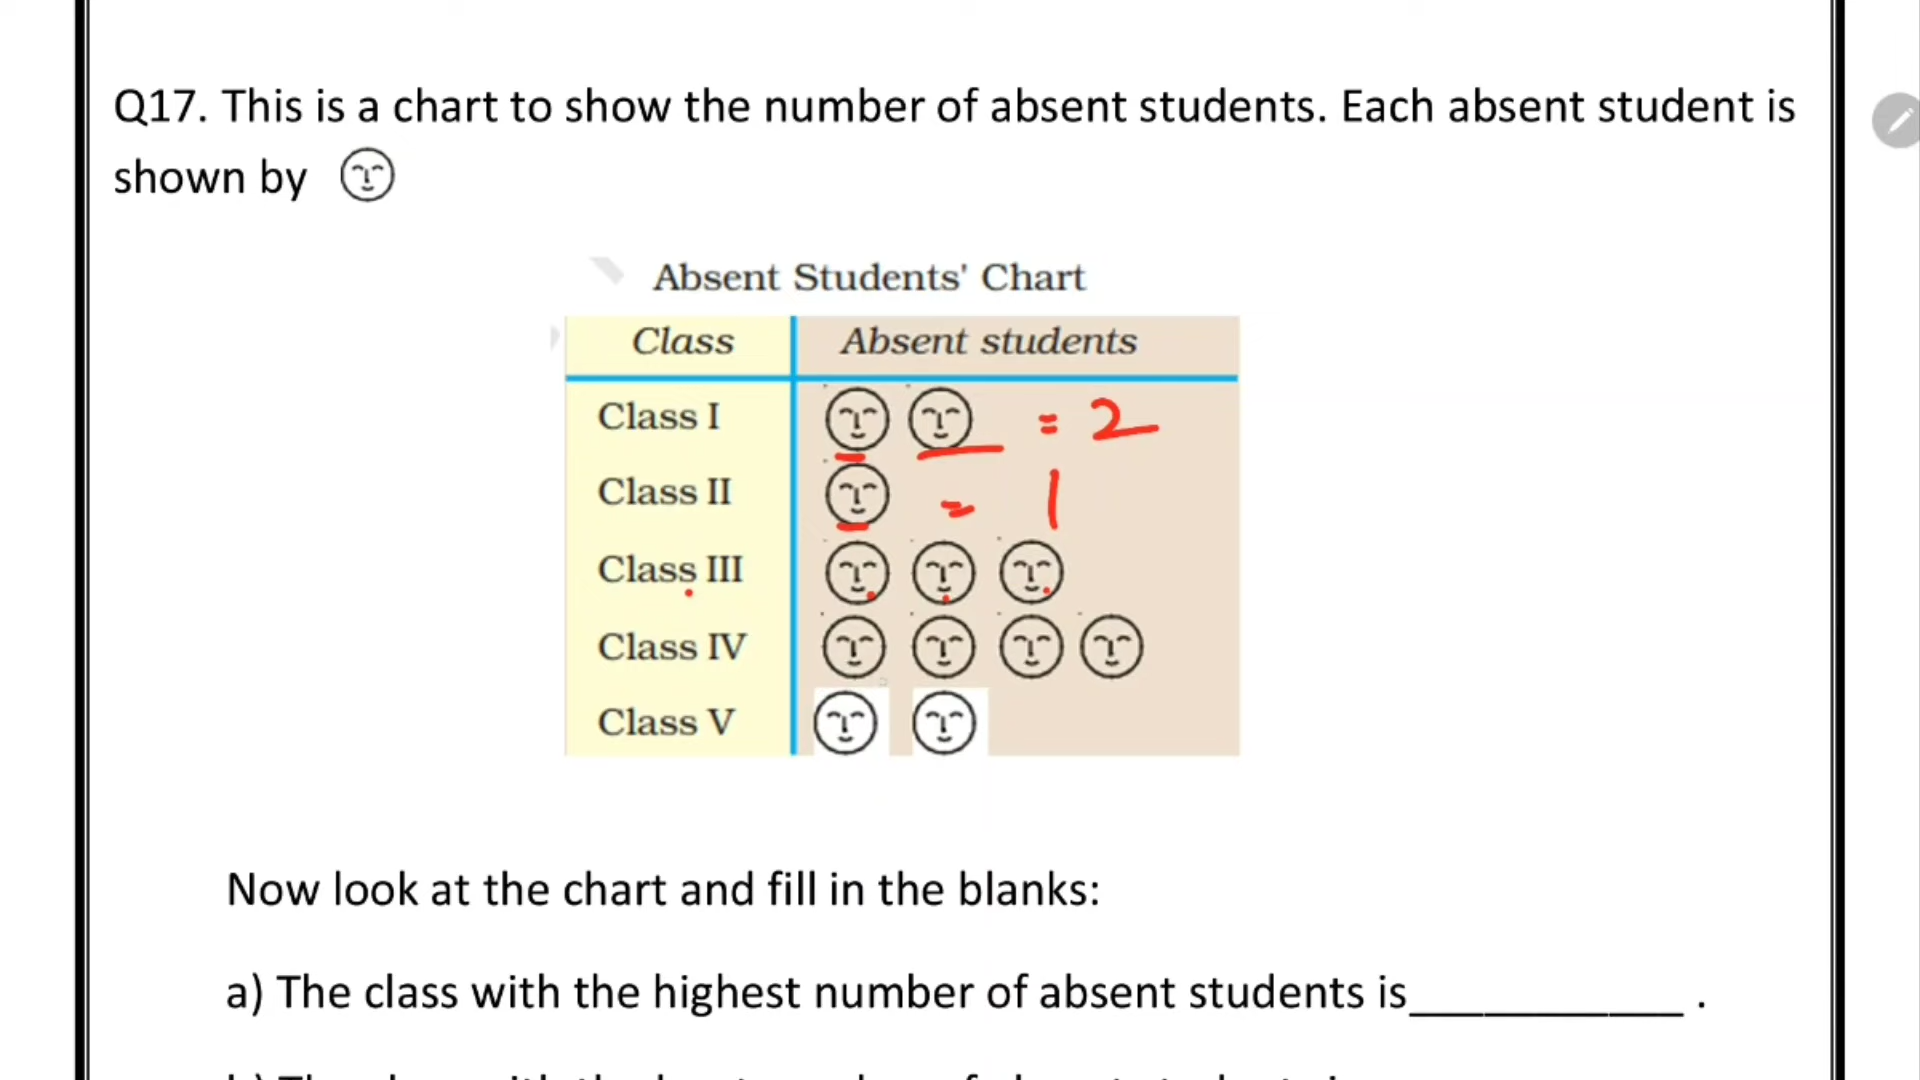 Q17. This is a chart to show the number of absent students. Each absent student is
shown by
Absent Students' Chart
Class Absent students
Class I = 2
Class II = 1
Class III
Class IV
Class V
Now look at the chart and fill in the blanks:
a) The class with the highest number of absent students is___________ .